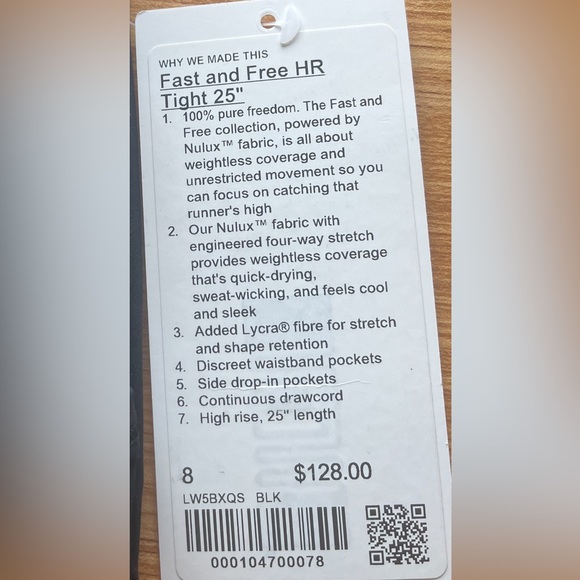 WHY WE MADE THIS
Fast and Free HR
Tight 25"
1. 100% pure freedom. The Fast and
Free collection, powered by
Nulux™ fabric, is all about
weightless coverage and
unrestricted movement so you
can focus on catching that
runner's high
2. Our Nulux™ fabric with
engineered four-way stretch
provides weightless coverage
that's quick-drying,
sweat-wicking, and feels cool
and sleek
3. Added Lycra® fibre for stretch
and shape retention
4. Discreet waistband pockets
5. Side drop-in pockets
6. Continuous drawcord
7. High rise, 25" length
8 $128.00
LW5BXQS BLK
000104700078